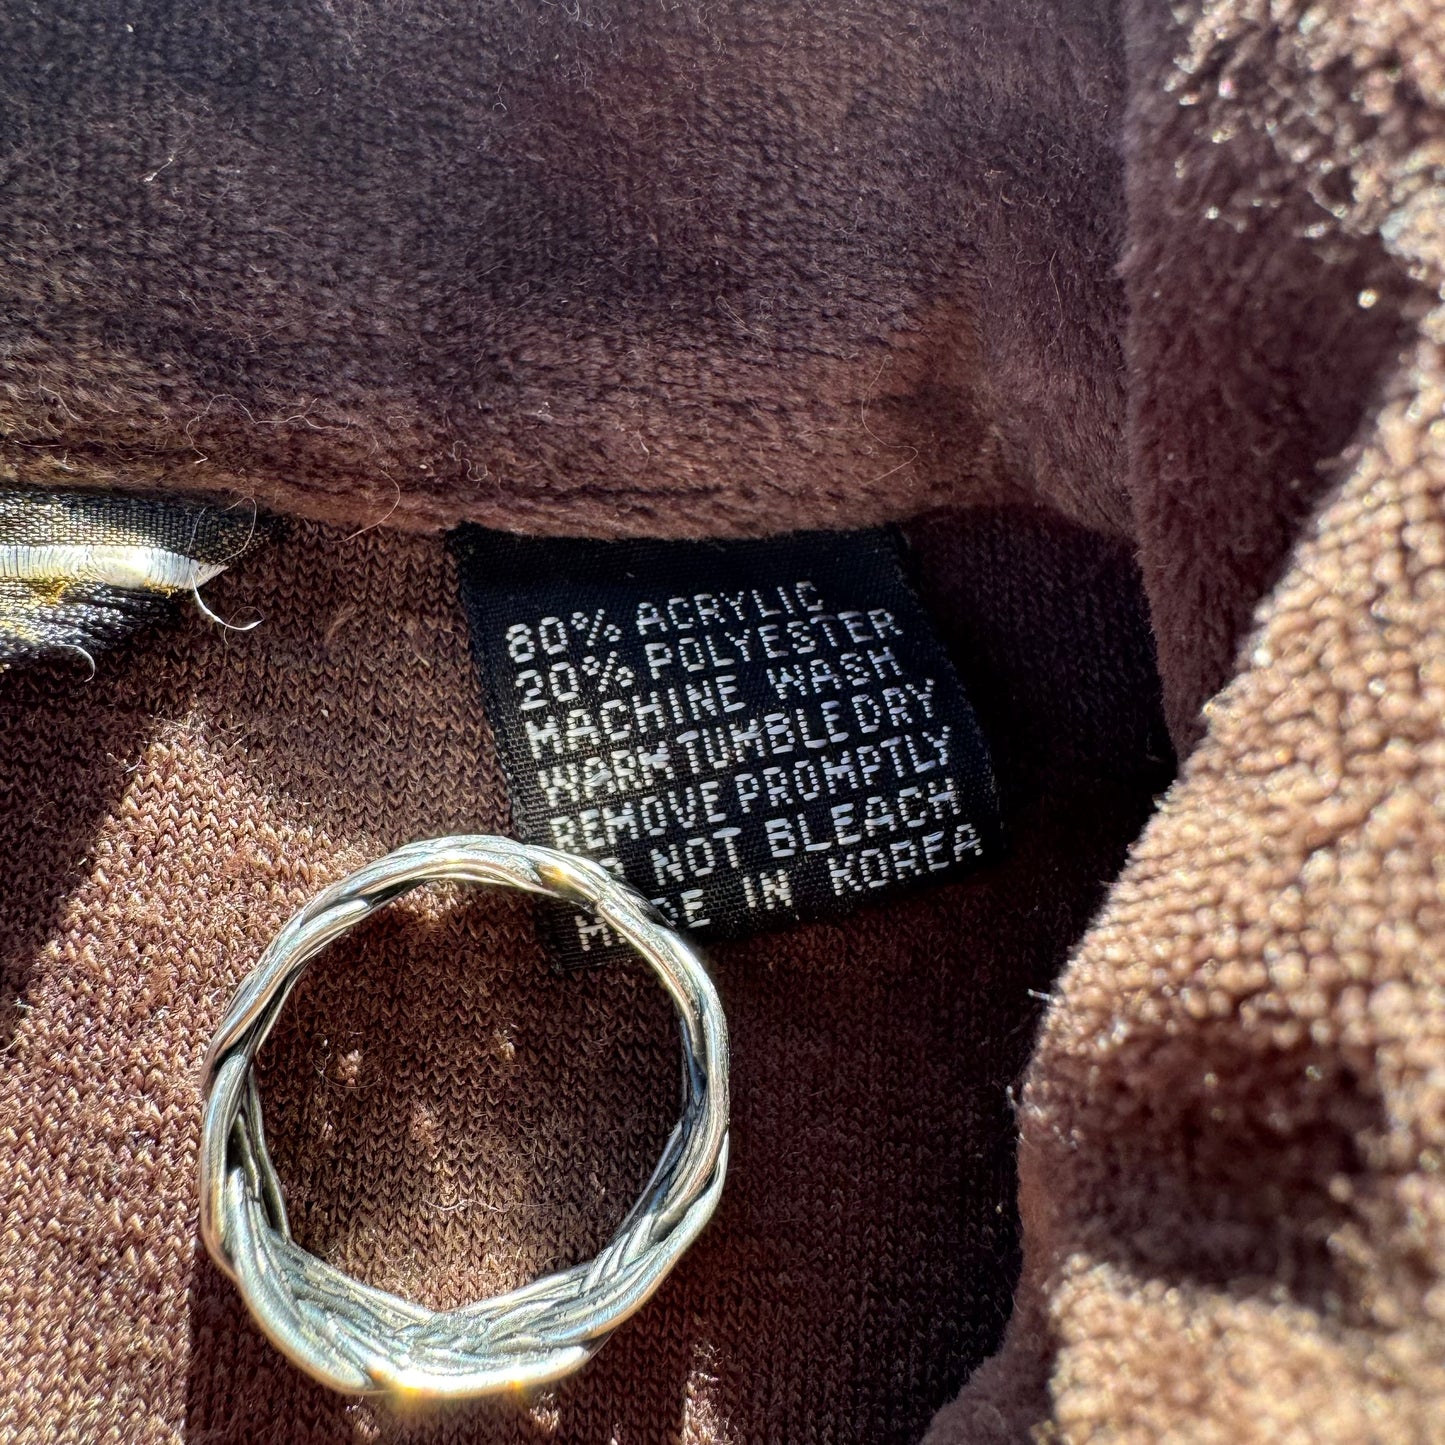 80% ACRYLIC
20% POLYESTER
MACHINE WASH
WARM TUMBLE DRY
REMOVE PROMPTLY
NOT BLEACH
IN KOREA